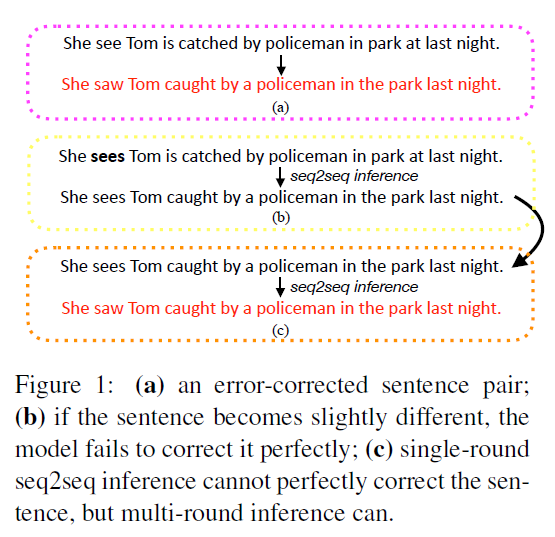 She see Tom is catched by policeman in park at last night.
She saw Tom caught by a policeman in the park last night.
(a)
She sees Tom is catched by policeman in park at last night.
seq2seq inference
She sees Tom caught by a policeman in the park last night.
(b)
She sees Tom caught by a policeman in the park last night.
seq2seq inference
She saw Tom caught by a policeman in the park last night.
(c)
Figure 1: (a) an error-corrected sentence pair;
(b) if the sentence becomes slightly different, the
model fails to correct it perfectly; (c) single-round
seq2seq inference cannot perfectly correct the sen-
tence, but multi-round inference can.